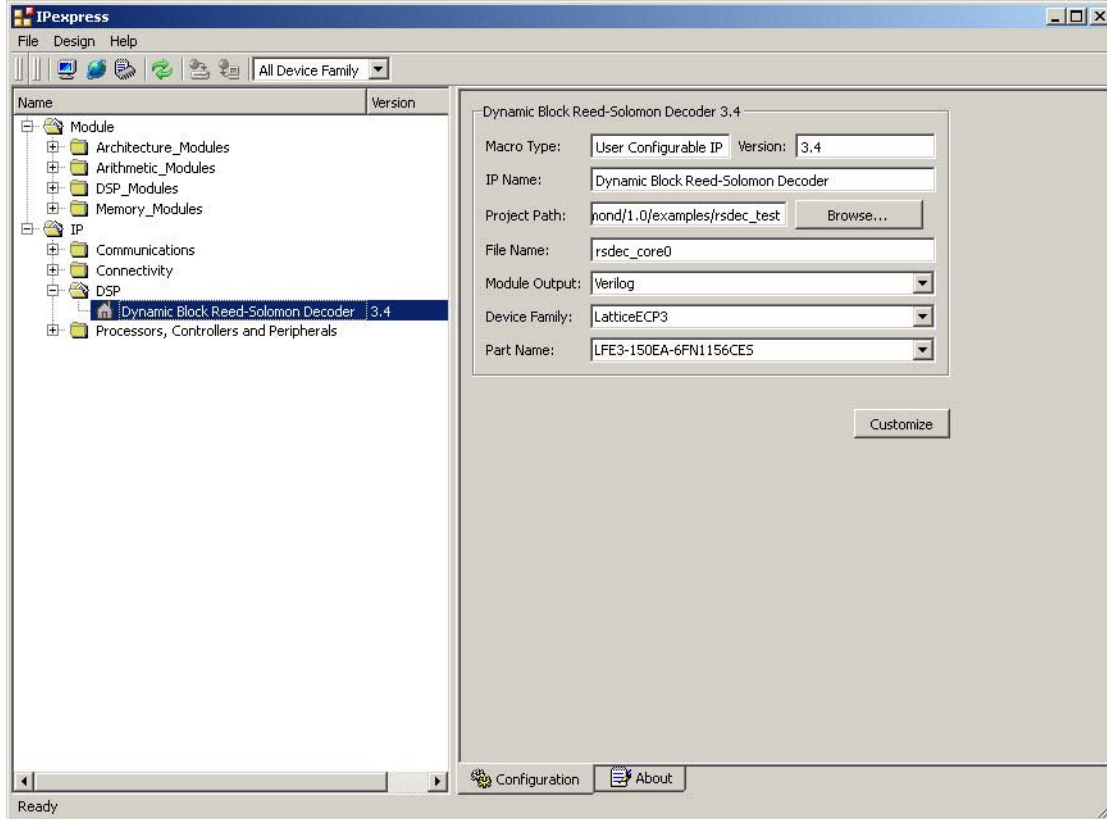 IPexpress
File Design Help
All Device Family
Name Version
Module
Architecture_Modules
Arithmetic_Modules
DSP_Modules
Memory_Modules
IP
Communications
Connectivity
DSP
Dynamic Block Reed-Solomon Decoder 3.4
Processors, Controllers and Peripherals
Dynamic Block Reed-Solomon Decoder 3.4
Macro Type: User Configurable IP Version: 3.4
IP Name: Dynamic Block Reed-Solomon Decoder
Project Path: nond/1.0/examples/rsdec_test Browse...
File Name: rsdec_core0
Module Output: Verilog
Device Family: LatticeECP3
Part Name: LFE3-150EA-6FN1156CES
Customize
Configuration About
Ready